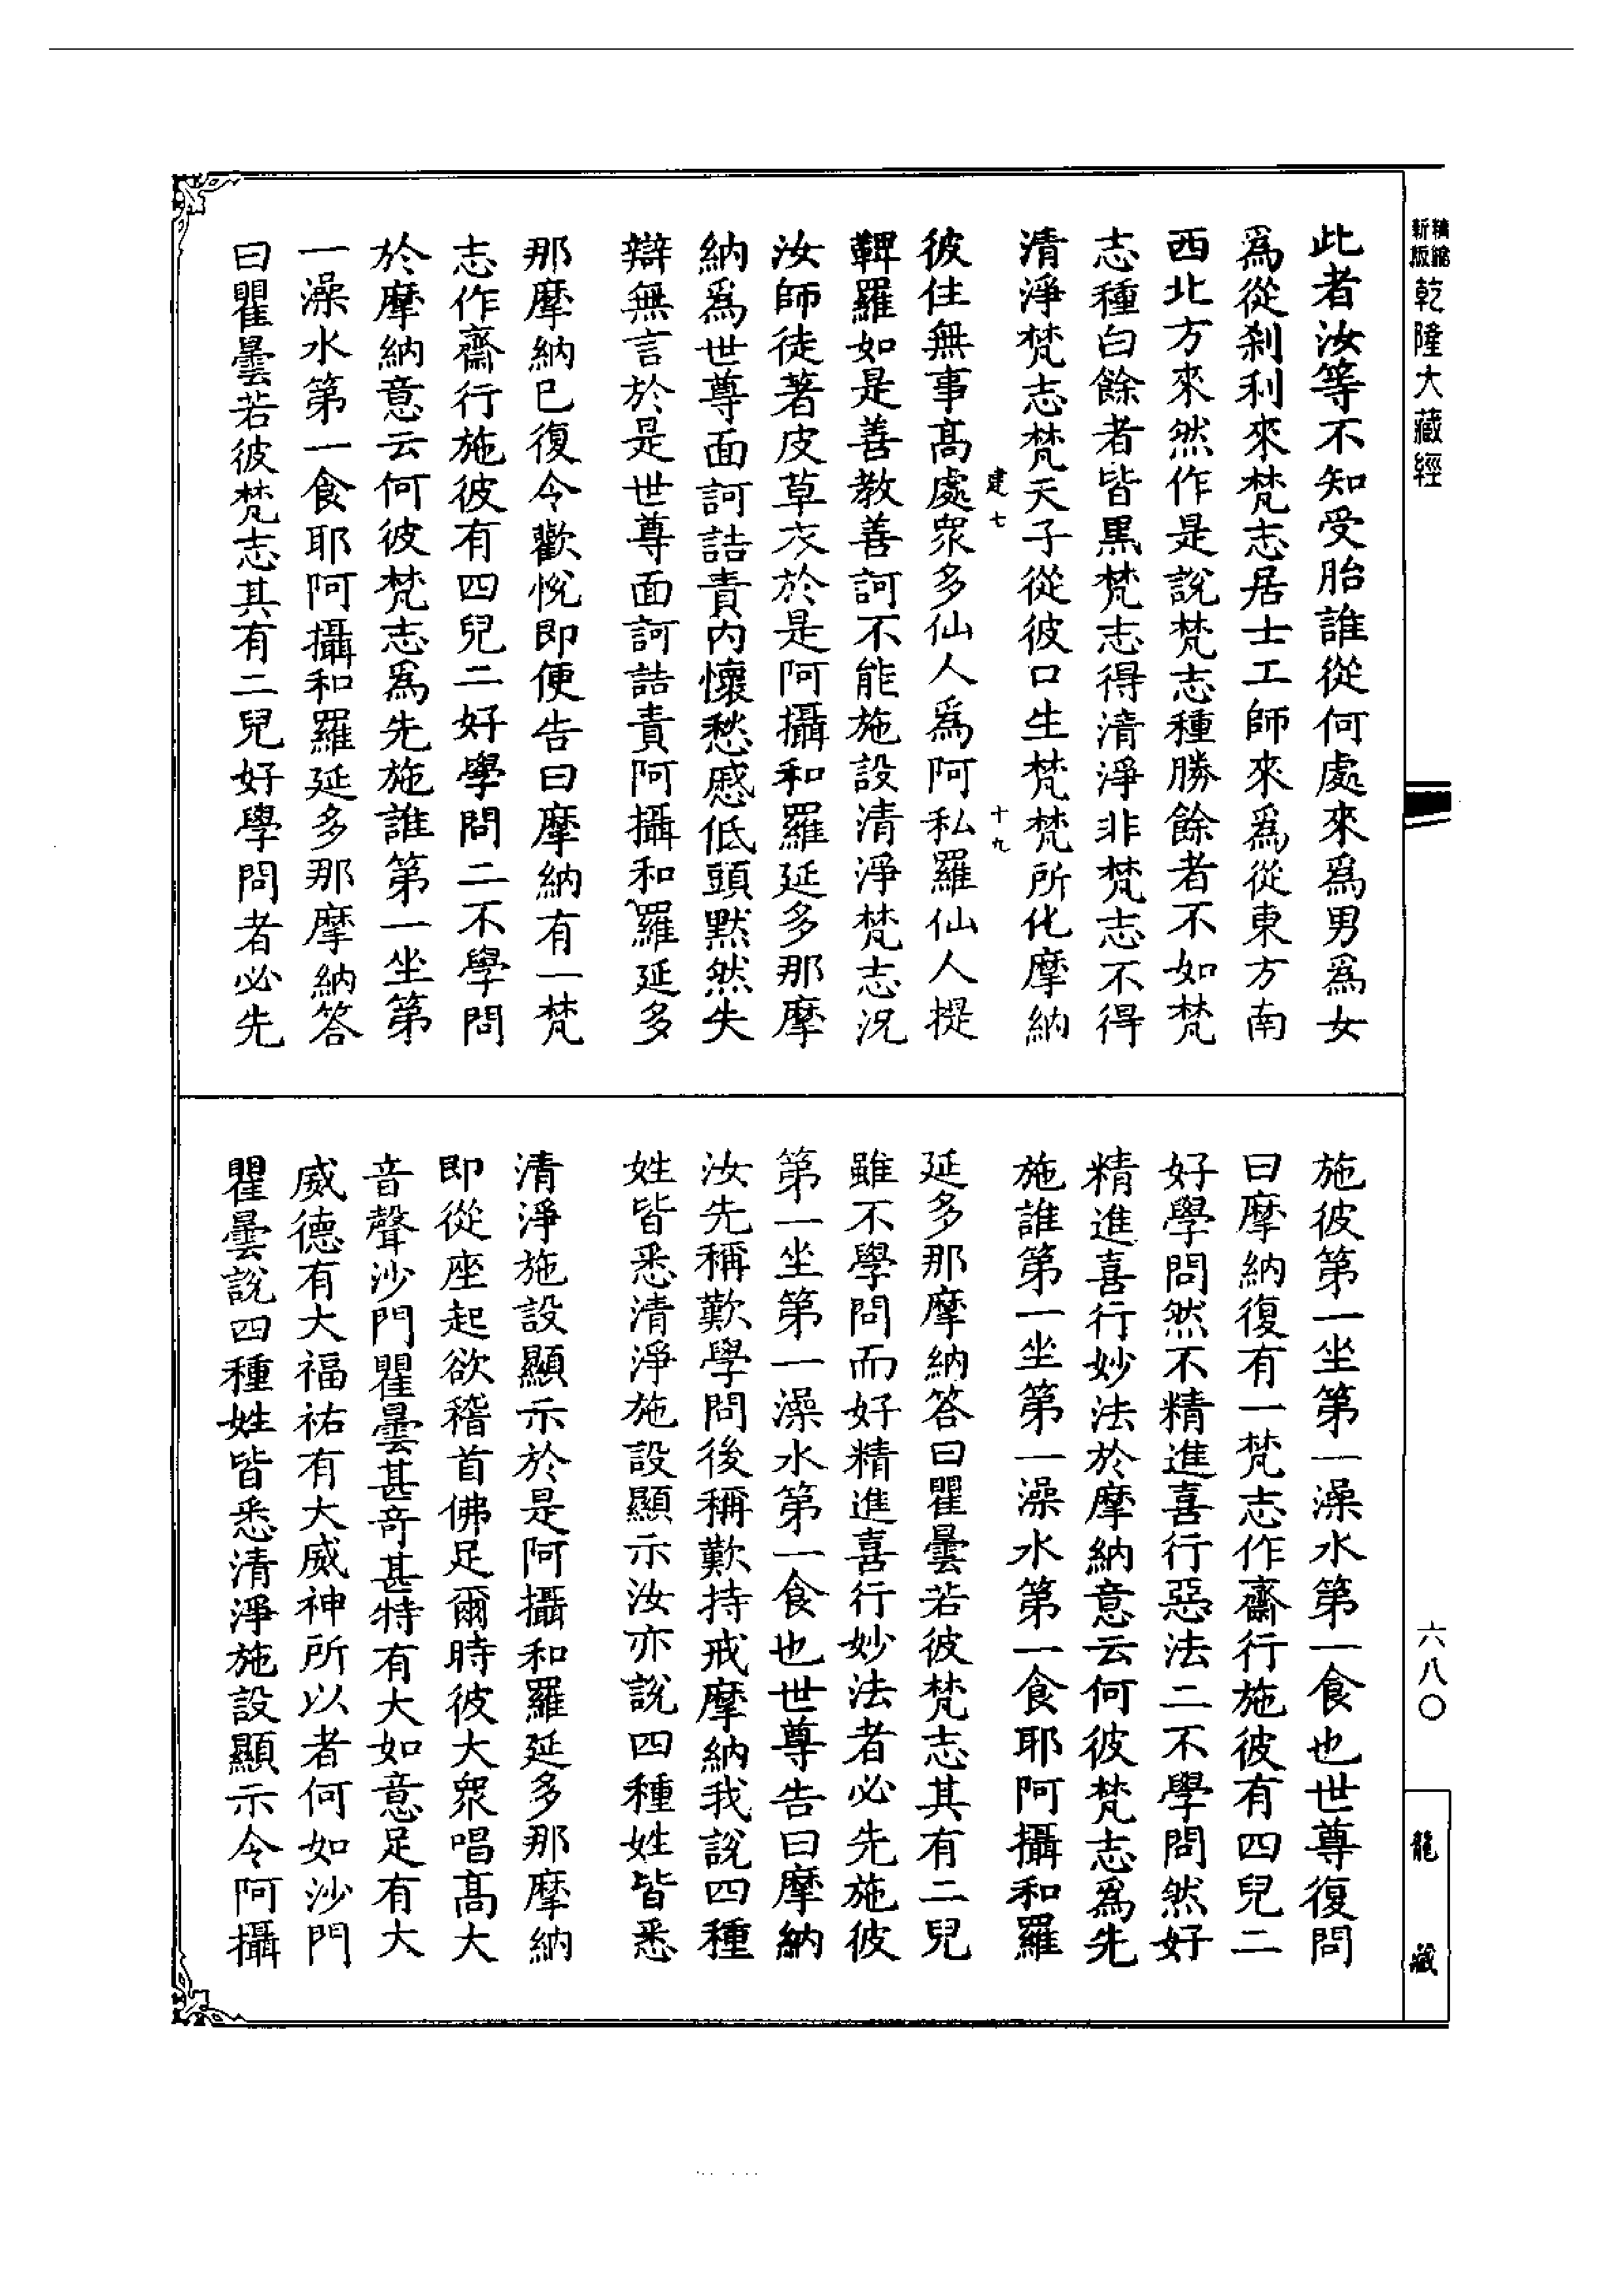 新版精縮乾隆大藏經
六八〇
龍藏
此者汝等不知受胎誰從何處來爲男爲女
爲從刹利來梵志居士工師來爲從東方南
西北方來然作是說梵志種勝餘者不如梵
志種白餘者皆黑梵志得清淨非梵志不得
清淨梵志梵天子從彼口生梵梵所化摩納
建七
十九
彼住無事高處衆多仙人爲阿私羅仙人提
鞞羅如是善教善訶不能施設清淨梵志況
汝師徒著皮草衣於是阿攝和羅延多那摩
納爲世尊面訶詰責內懷愁慼低頭默然失
辯無言於是世尊面訶詰責阿攝和羅延多
那摩納已復令歡悅即便告曰摩納有一梵
志作齋行施彼有四兒二好學問二不學問
於摩納意云何彼梵志爲先施誰第一坐第
一澡水第一食耶阿攝和羅延多那摩納答
曰瞿曇若彼梵志其有二兒好學問者必先
施彼第一坐第一澡水第一食也世尊復問
曰摩納復有一梵志作齋行施彼有四兒二
好學問然不精進喜行惡法二不學問然好
精進喜行妙法於摩納意云何彼梵志爲先
施誰第一坐第一澡水第一食耶阿攝和羅
延多那摩納答曰瞿曇若彼梵志其有二兒
雖不學問而好精進喜行妙法者必先施彼
第一坐第一澡水第一食也世尊告曰摩納
汝先稱歎學問後稱歎持戒摩納我說四種
姓皆悉清淨施設顯示汝亦說四種姓皆悉
清淨施設顯示於是阿攝和羅延多那摩納
即從座起欲稽首佛足爾時彼大衆唱高大
音聲沙門瞿曇甚奇甚特有大如意足有大
威德有大福祐有大威神所以者何如沙門
瞿曇說四種姓皆悉清淨施設顯示令阿攝